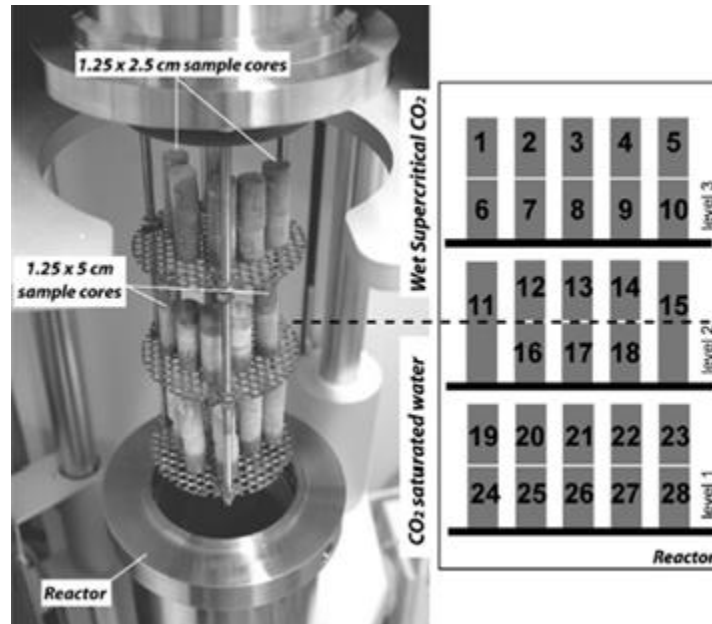 1.25 x 2.5 cm sample cores
1.25 x 5 cm
sample cores
Reactor
Wet Supercritical CO₂
CO₂ saturated water
1 2 3 4 5
6 7 8 9 10
level 3
11 12 13 14 15
16 17 18
level 2
19 20 21 22 23
24 25 26 27 28
level 1
Reactor